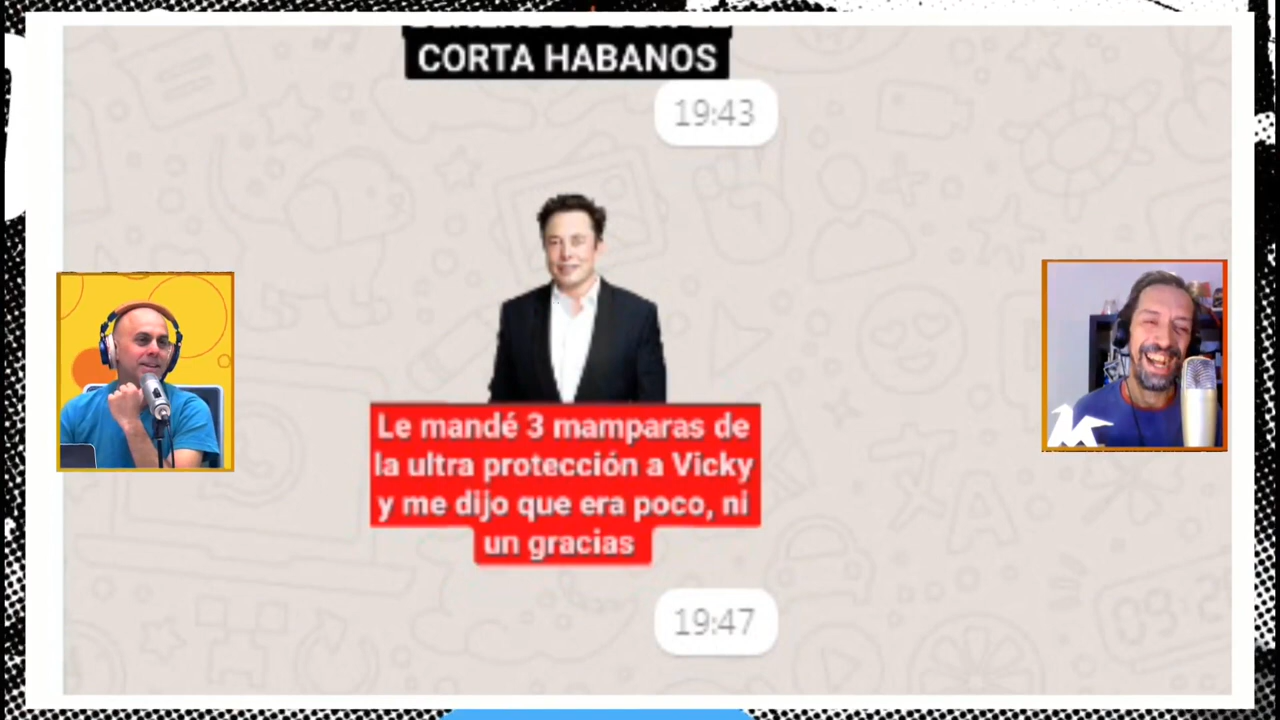 CORTA HABANOS
19:43
Le mandé 3 mamparas de
la ultra protección a Vicky
y me dijo que era poco, ni
un gracias
19:47